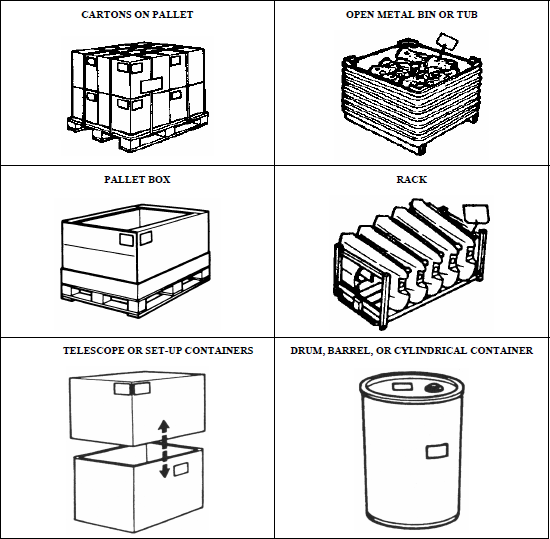 CARTONS ON PALLET
OPEN METAL BIN OR TUB
PALLET BOX
RACK
TELESCOPE OR SET-UP CONTAINERS
DRUM, BARREL, OR CYLINDRICAL CONTAINER